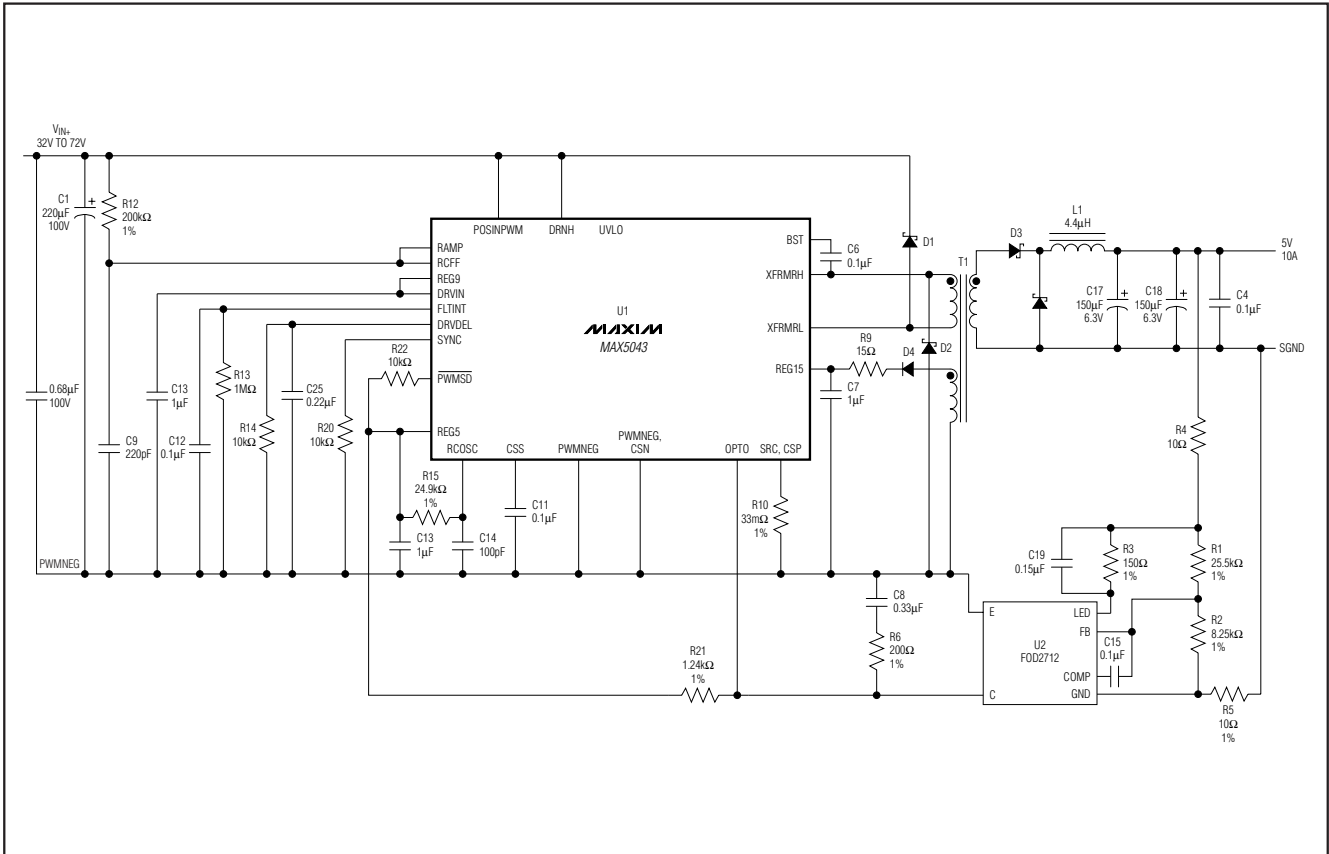 VIN+
32V TO 72V
C1
220µF
100V
R12
200kΩ
1%
POSINPWM
DRNH
UVLO
RAMP
RCFF
REG9
DRVIN
FLTINT
DRVDEL
SYNC
PWMSD
REG5
RCOSC
CSS
PWMNEG
PWMNEG,
CSN
OPTO
SRC, CSP
BST
XFRMRH
XFRMRL
REG15
U1
MAXIM
MAX5043
C6
0.1µF
D1
T1
D2
R9
15Ω
D4
C7
1µF
D3
L1
4.4µH
C17
150µF
6.3V
C18
150µF
6.3V
C4
0.1µF
5V
10A
SGND
0.68µF
100V
C9
220pF
C13
1µF
C12
0.1µF
R13
1MΩ
R14
10kΩ
C25
0.22µF
R20
10kΩ
R22
10kΩ
R15
24.9kΩ
1%
C13
1µF
C14
100pF
C11
0.1µF
R10
33mΩ
1%
R4
10Ω
PWMNEG
C19
0.15µF
R3
150Ω
1%
R1
25.5kΩ
1%
C8
0.33µF
R6
200Ω
1%
R21
1.24kΩ
1%
E
C
U2
FOD2712
LED
FB
COMP
GND
C15
0.1µF
R2
8.25kΩ
1%
R5
10Ω
1%